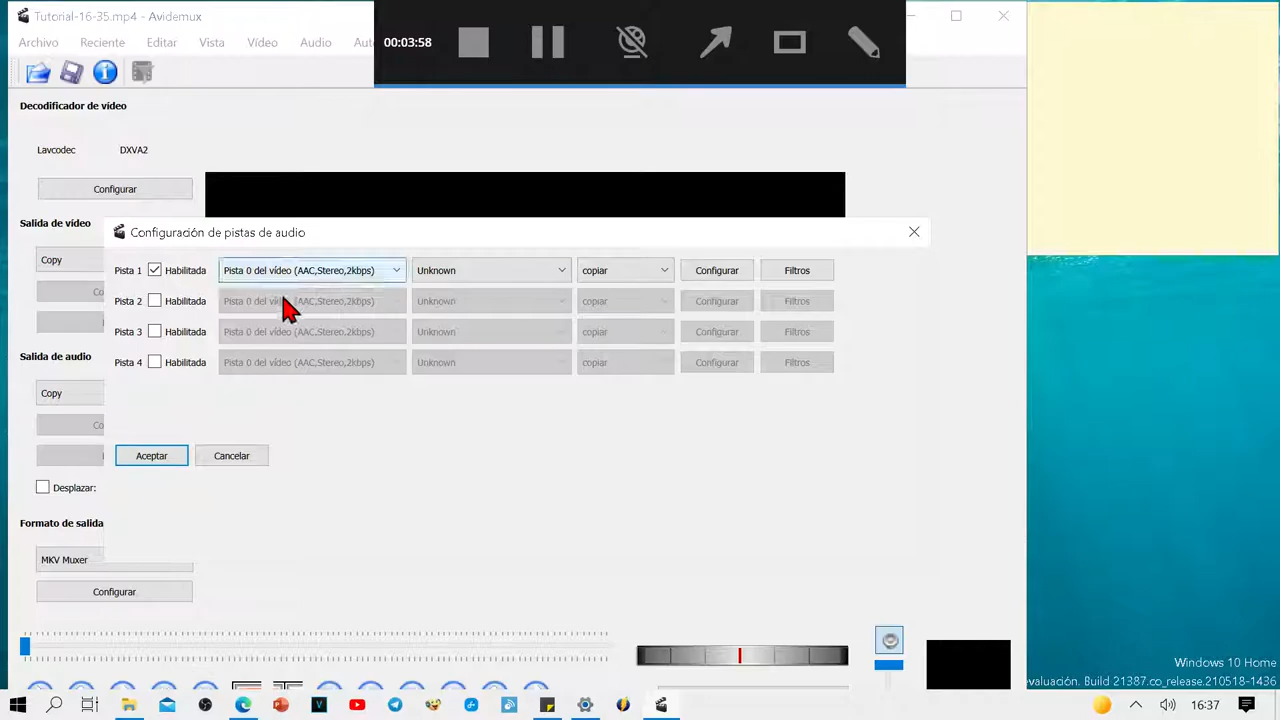 Tutorial-16-35.mp4 - Avidemux
00:03:58
Archivo Reciente Editar Vista Vídeo Audio
Decodificador de vídeo
Lavcodec DXVA2
Configurar
Salida de vídeo
Configuración de pistas de audio
Copy
Pista 1 Habilitada Pista 0 del vídeo (AAC,Stereo,2kbps) Unknown copiar Configurar Filtros
Pista 2 Habilitada Pista 0 del vídeo (AAC,Stereo,2kbps) Unknown copiar Configurar Filtros
Pista 3 Habilitada Pista 0 del vídeo (AAC,Stereo,2kbps) Unknown copiar Configurar Filtros
Salida de audio
Pista 4 Habilitada Pista 0 del vídeo (AAC,Stereo,2kbps) Unknown copiar Configurar Filtros
Copy
Aceptar Cancelar
Desplazar:
Formato de salida
MKV Muxer
Configurar
Windows 10 Home
evaluación. Build 21387.co_release.210518-1436
16:37